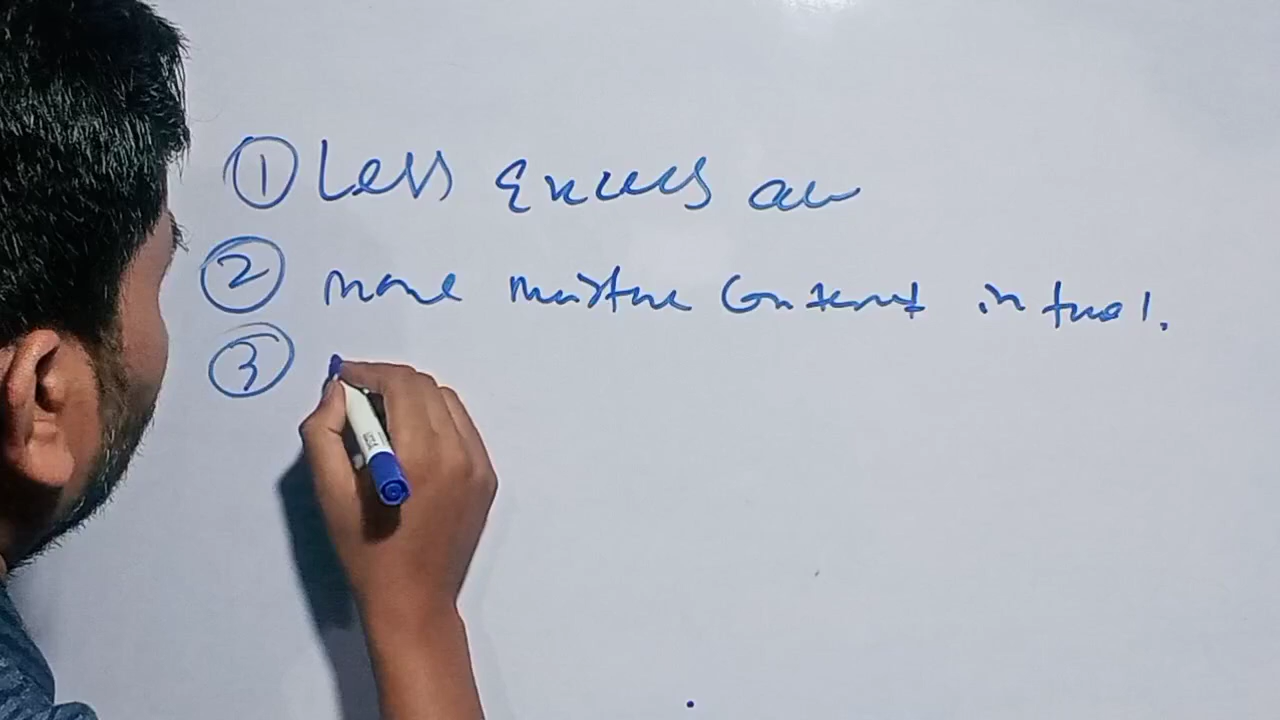 ① Less Excess air
② more moisture Content in fuel.
③